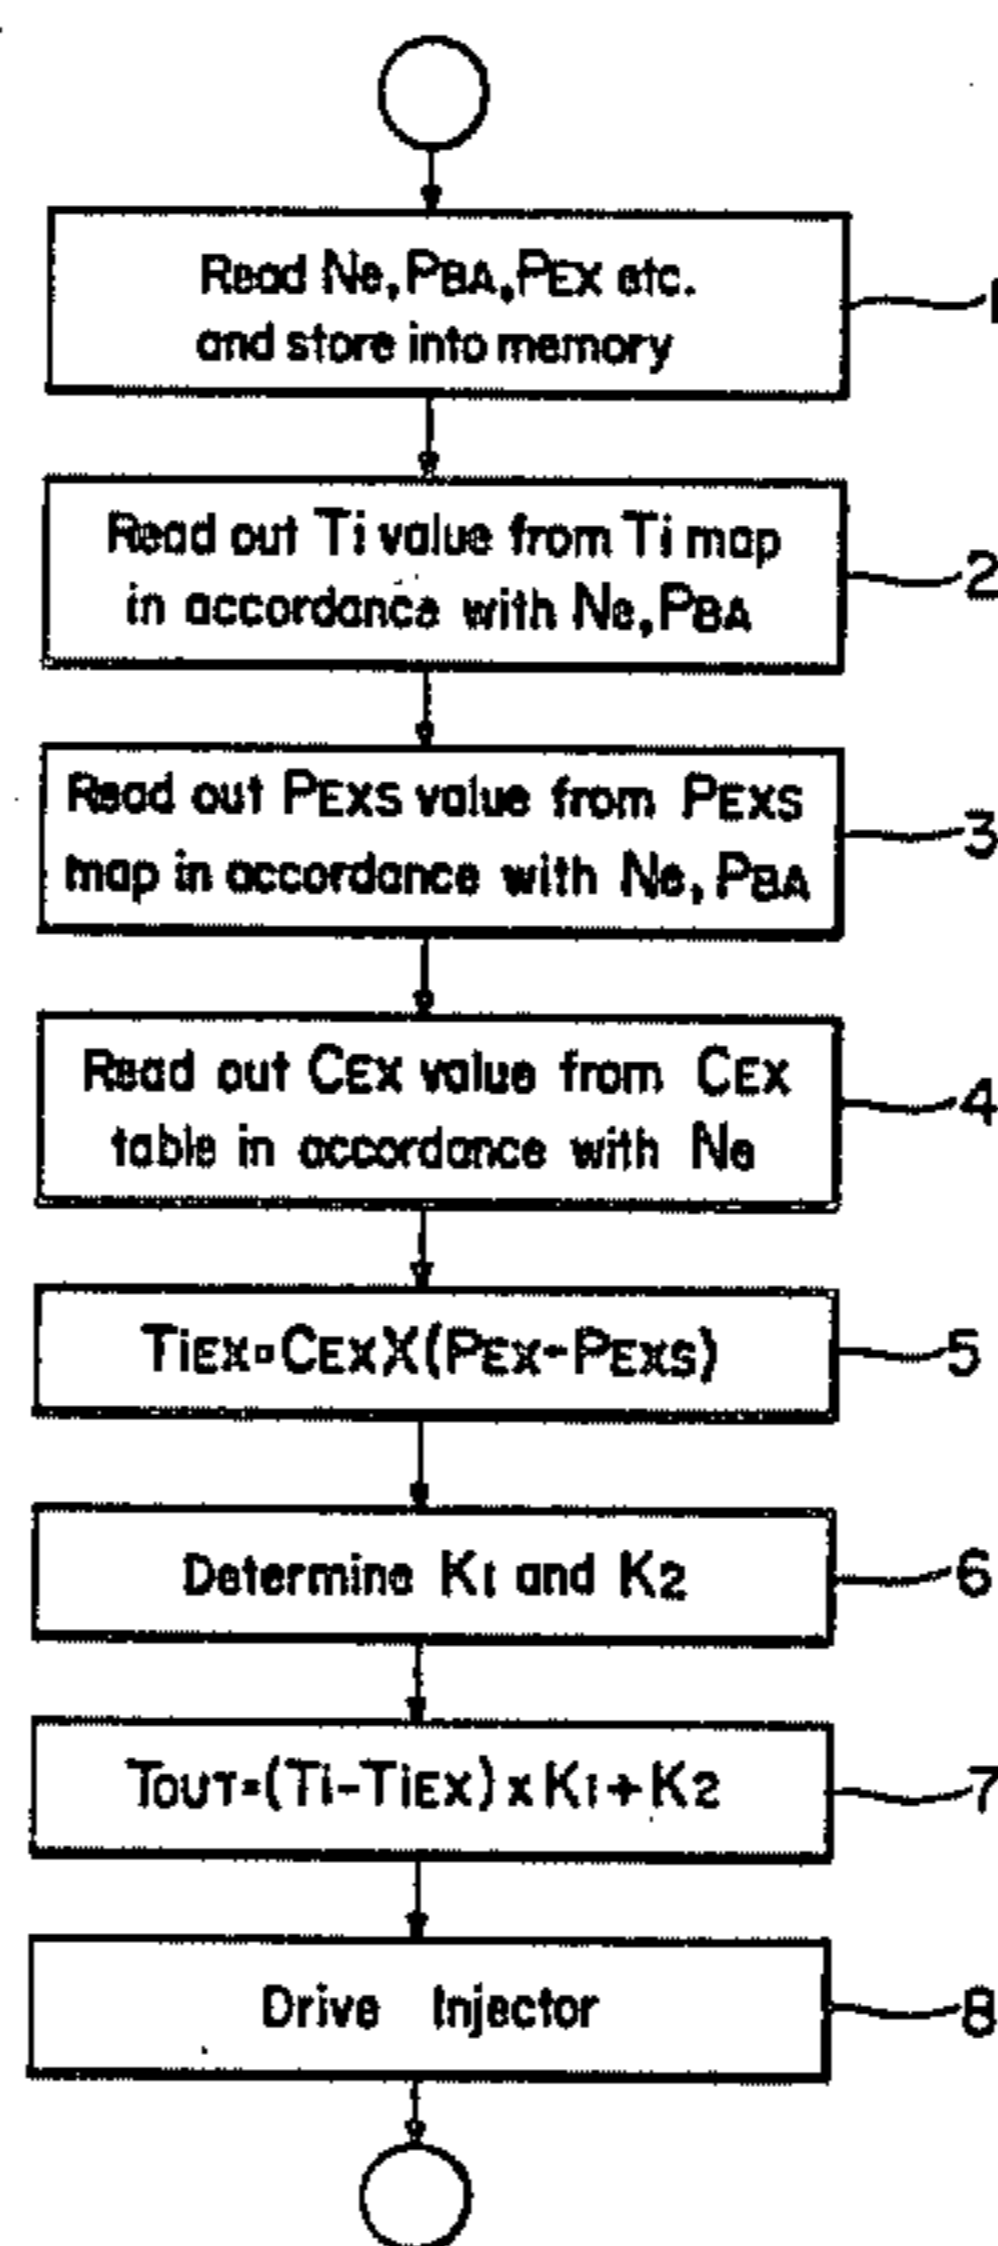 Read Ne, PBA, PEX etc.
and store into memory
1
Read out Ti value from Ti map
in accordance with Ne, PBA
2
Read out PEXS value from PEXS
map in accordance with Ne, PBA
3
Read out CEX value from CEX
table in accordance with Ne
4
TiEX=CEX X (PEX-PEXS)
5
Determine K1 and K2
6
TOUT=(Ti-TiEX) x K1+K2
7
Drive Injector
8